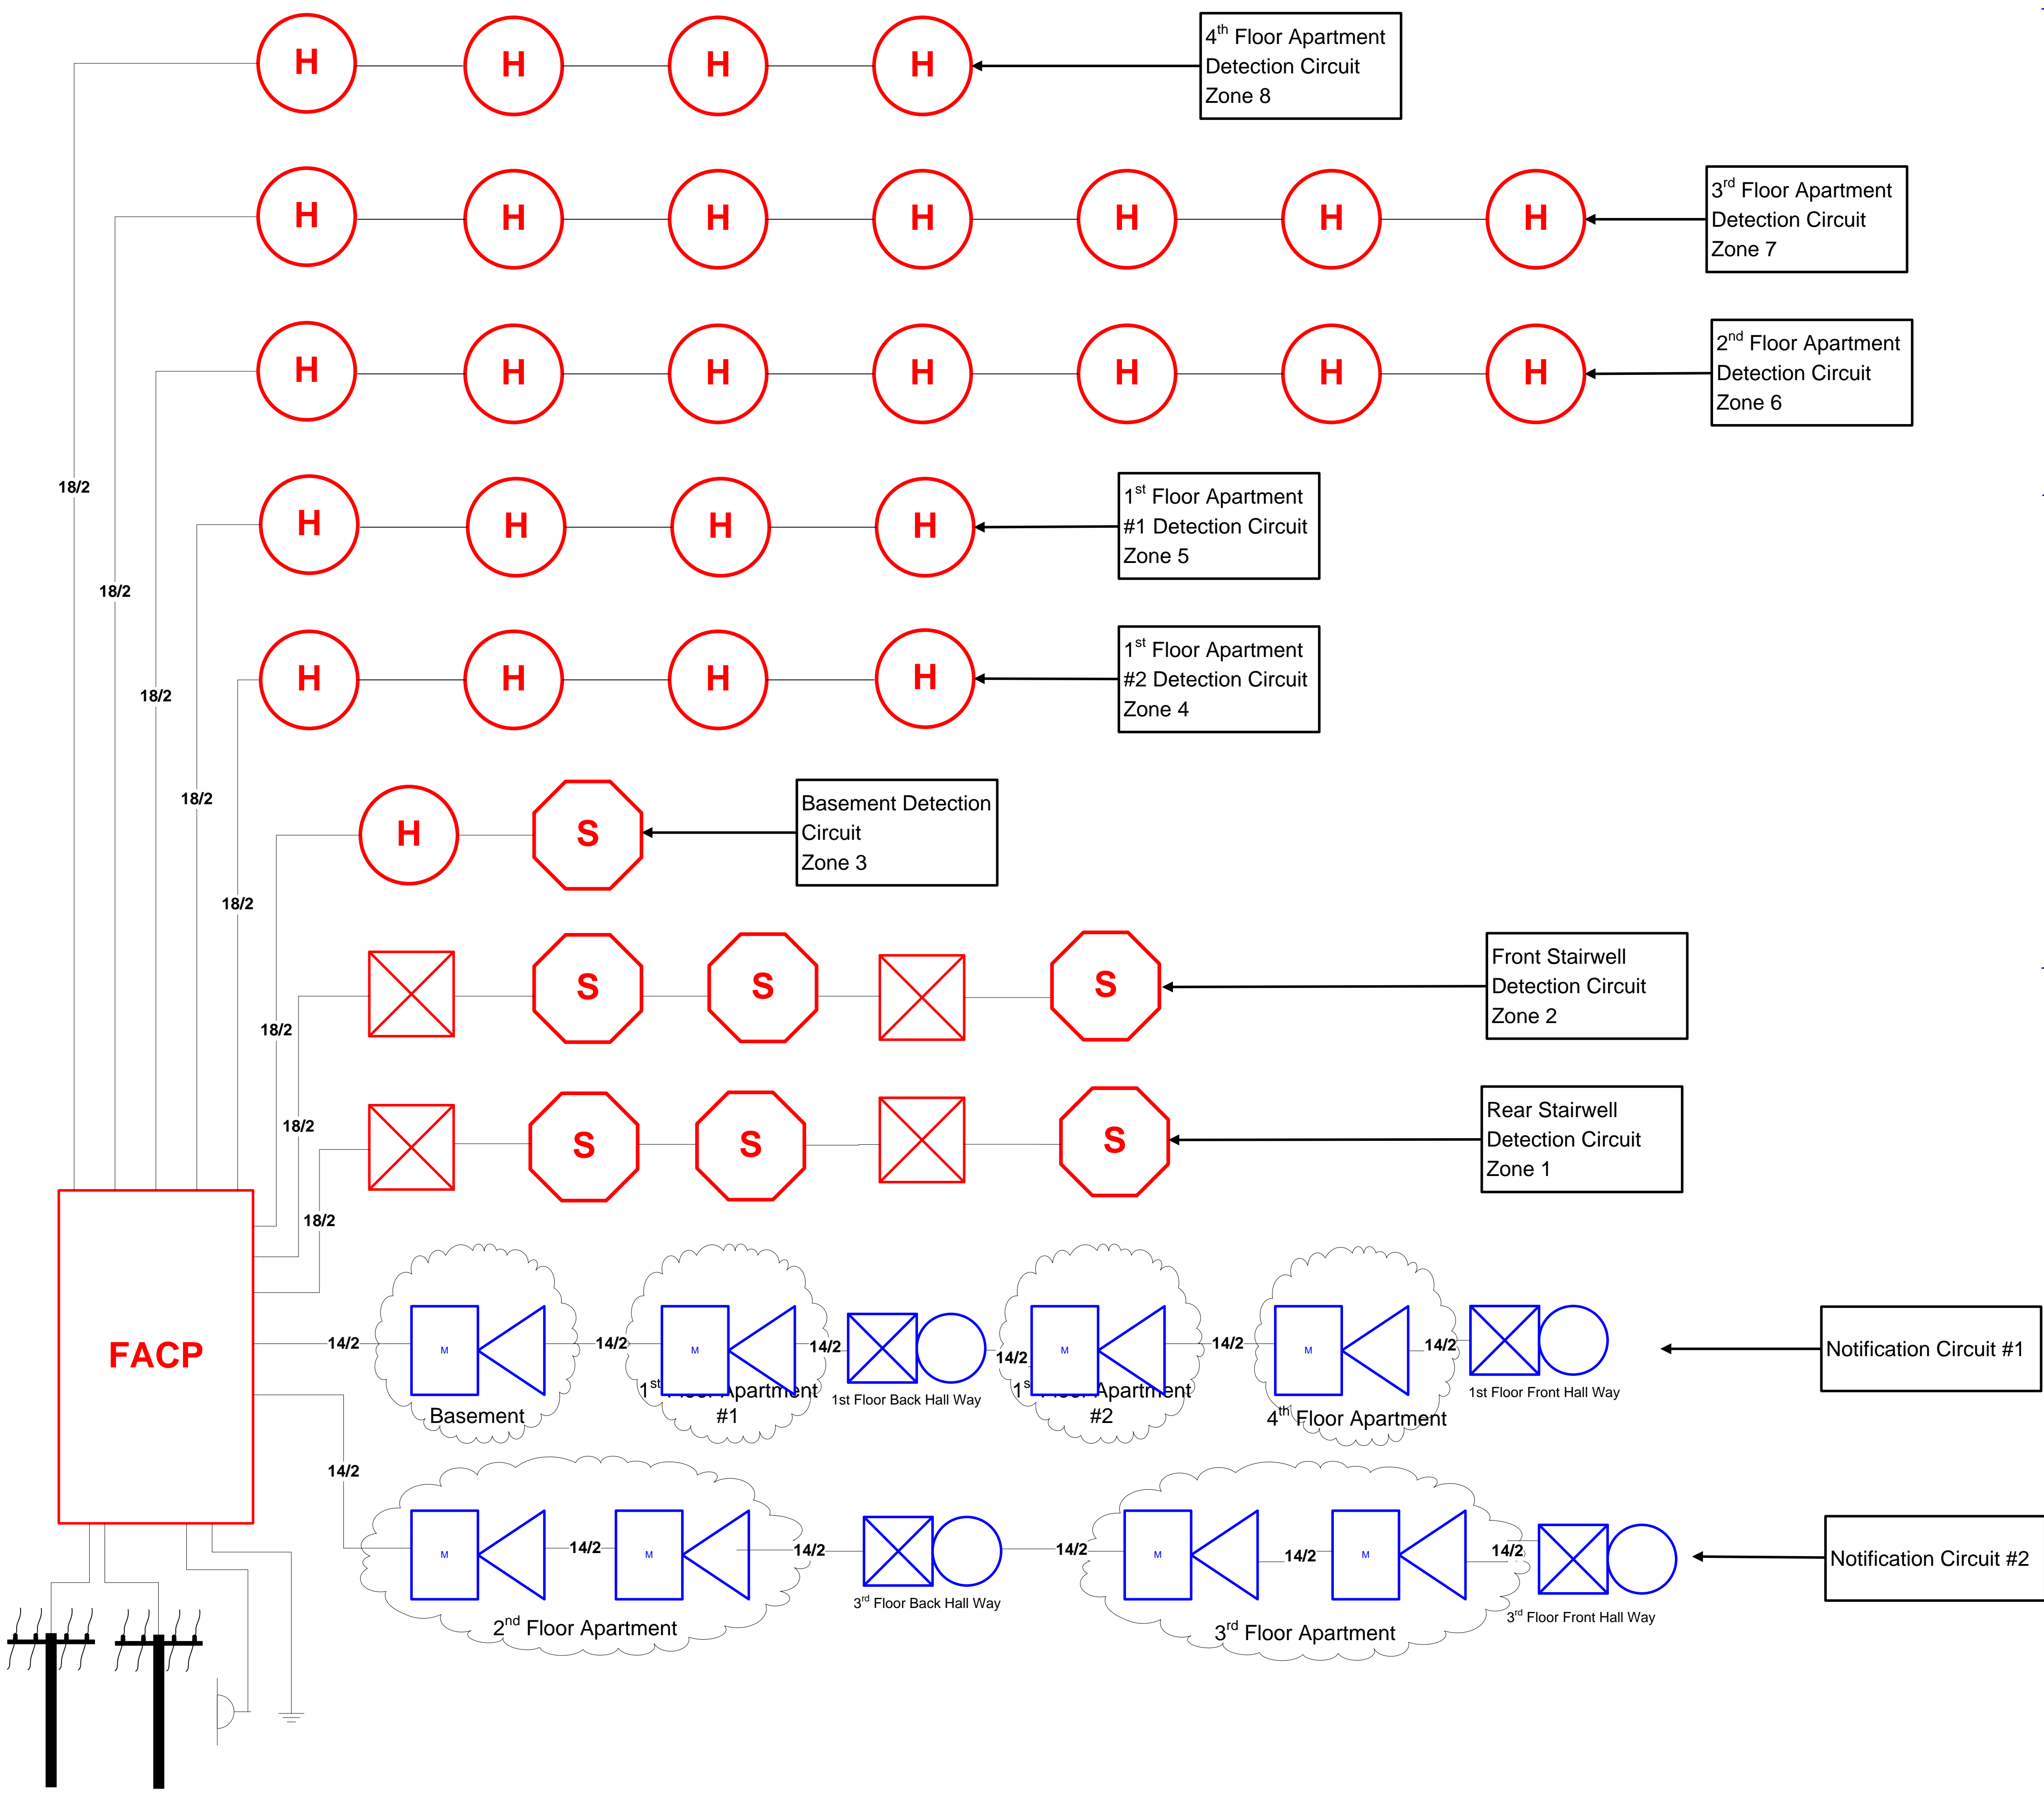 H H H H
4th Floor Apartment
Detection Circuit
Zone 8
H H H H H H H
3rd Floor Apartment
Detection Circuit
Zone 7
H H H H H H H
2nd Floor Apartment
Detection Circuit
Zone 6
18/2
H H H H
1st Floor Apartment
#1 Detection Circuit
Zone 5
18/2
H H H H
1st Floor Apartment
#2 Detection Circuit
Zone 4
18/2
18/2
H S
Basement Detection
Circuit
Zone 3
18/2
S S S
Front Stairwell
Detection Circuit
Zone 2
18/2
18/2
S S S
Rear Stairwell
Detection Circuit
Zone 1
18/2
FACP
14/2 M 14/2 M 14/2 14/2 M 14/2 M 14/2
Notification Circuit #1
Basement
1st Floor Apartment
#1
1st Floor Back Hall Way
1st Floor Apartment
#2
4th Floor Apartment
1st Floor Front Hall Way
14/2
M 14/2 M 14/2 14/2 M 14/2 M 14/2
Notification Circuit #2
2nd Floor Apartment
3rd Floor Back Hall Way
3rd Floor Apartment
3rd Floor Front Hall Way